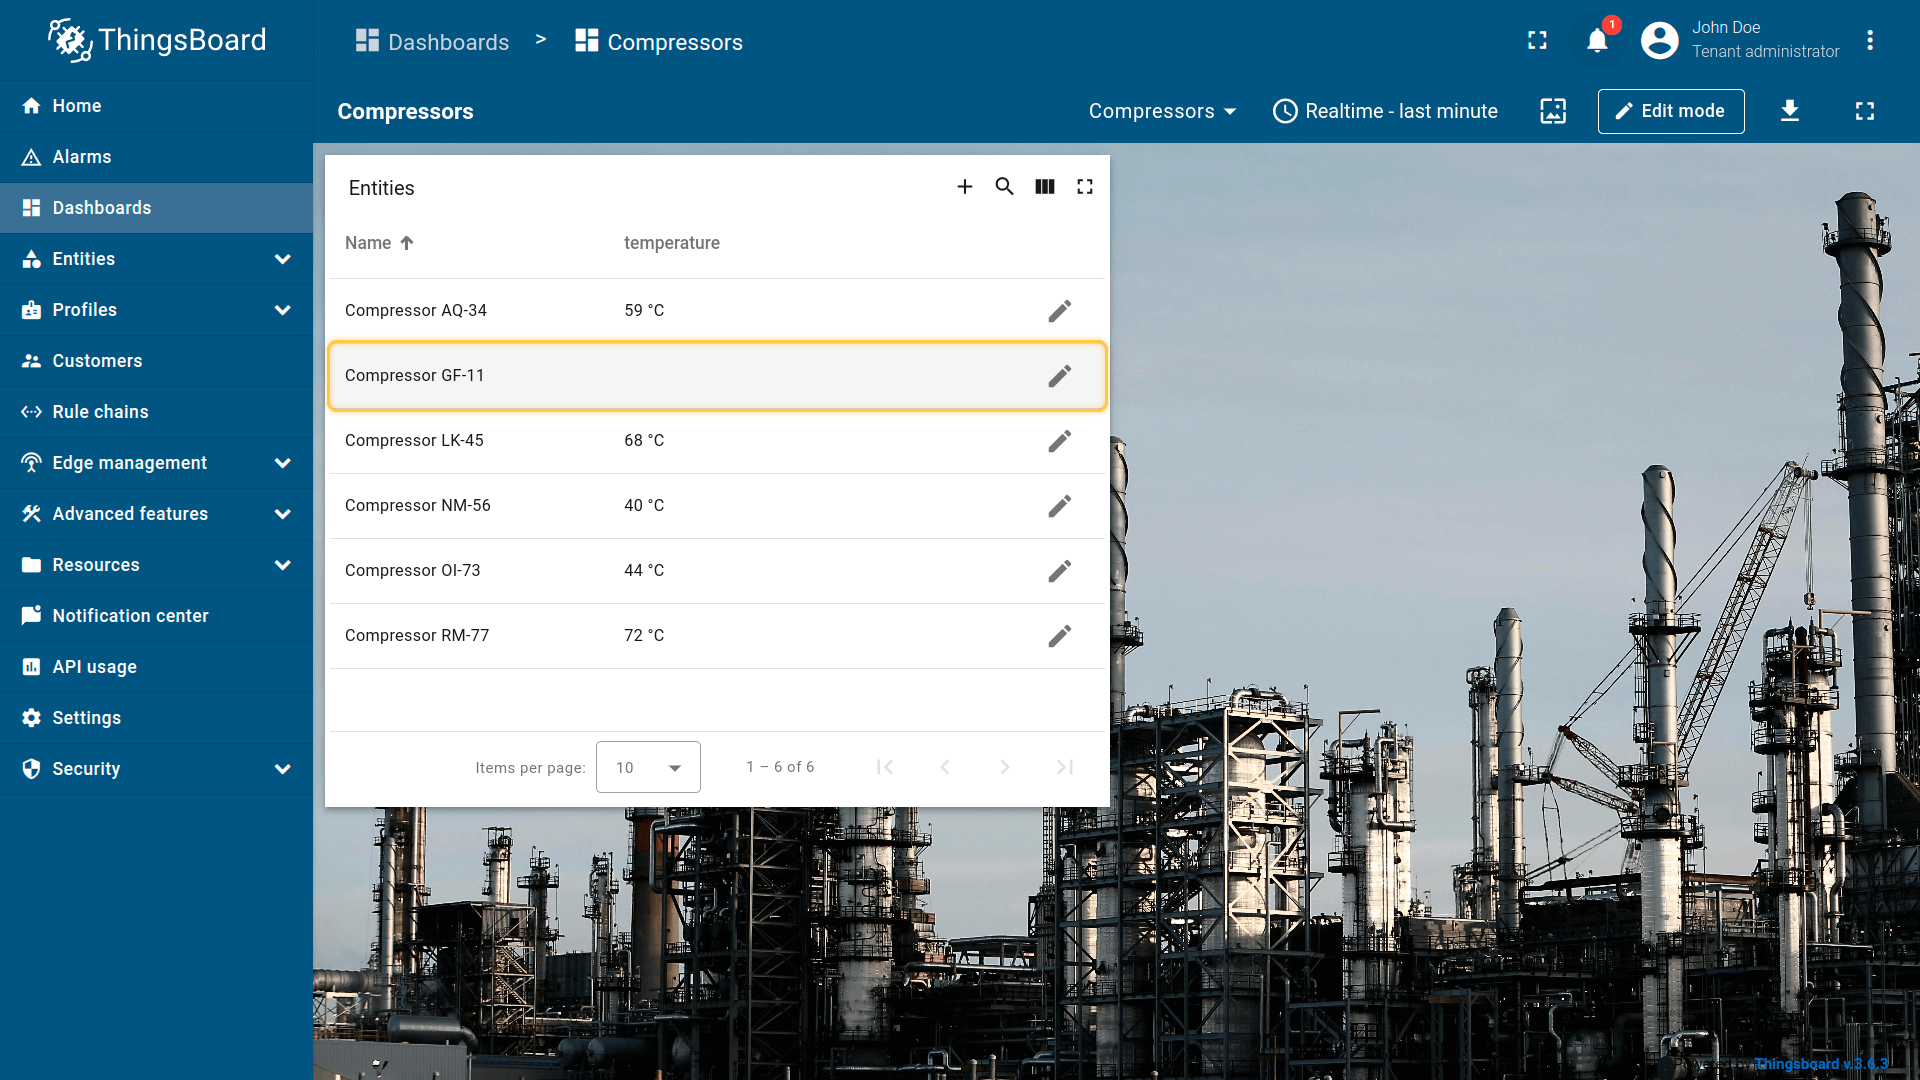 ThingsBoard
Dashboards > Compressors
1
John Doe
Tenant administrator
Home
Alarms
Dashboards
Entities
Profiles
Customers
Rule chains
Edge management
Advanced features
Resources
Notification center
API usage
Settings
Security
Compressors
Compressors
Realtime - last minute
Edit mode
Entities
Name temperature
Compressor AQ-34 59 °C
Compressor GF-11
Compressor LK-45 68 °C
Compressor NM-56 40 °C
Compressor OI-73 44 °C
Compressor RM-77 72 °C
Items per page: 10 1 – 6 of 6
Powered by Thingsboard v.3.6.3